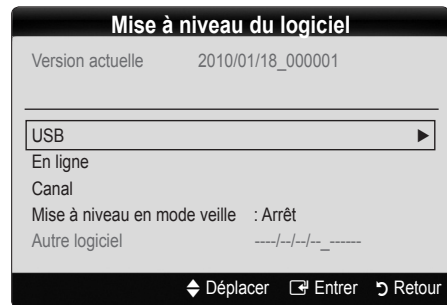 Mise à niveau du logiciel
Version actuelle 2010/01/18_000001
USB ►
En ligne
Canal
Mise à niveau en mode veille : Arrêt
Autre logiciel ----/--/--/--_------
Déplacer Entrer Retour